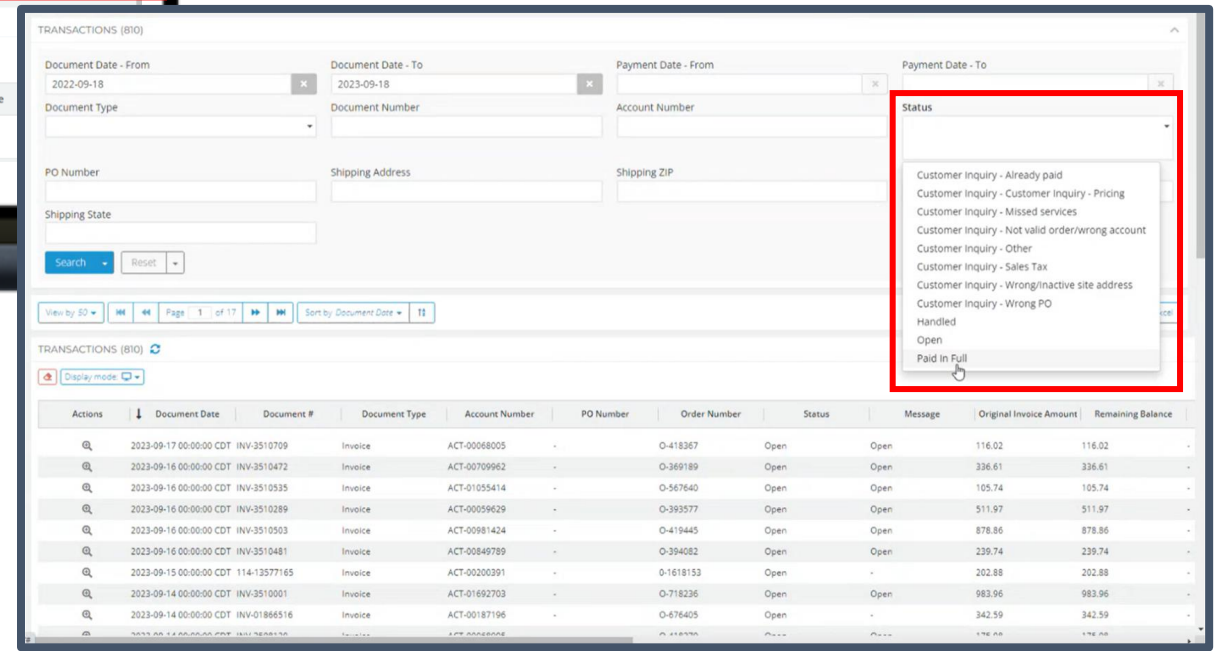 TRANSACTIONS (810)
Document Date - From Document Date - To Payment Date - From Payment Date - To
2022-09-18 2023-09-18
Document Type Document Number Account Number Status
PO Number Shipping Address Shipping ZIP
Shipping State
Search Reset
Customer Inquiry - Already paid
Customer Inquiry - Customer Inquiry - Pricing
Customer Inquiry - Missed services
Customer Inquiry - Not valid order/wrong account
Customer Inquiry - Other
Customer Inquiry - Sales Tax
Customer Inquiry - Wrong/Inactive site address
Customer Inquiry - Wrong PO
Handled
Open
Paid In Full
View by 50 Page 1 of 17 Sort by Document Date
TRANSACTIONS (810)
Display mode:
Actions Document Date Document # Document Type Account Number PO Number Order Number Status Message Original Invoice Amount Remaining Balance
2023-09-17 00:00:00 CDT INV-3510709 Invoice ACT-00068005 - O-418367 Open Open 116.02 116.02 -
2023-09-16 00:00:00 CDT INV-3510472 Invoice ACT-00709962 - O-369189 Open Open 336.61 336.61 -
2023-09-16 00:00:00 CDT INV-3510535 Invoice ACT-01055414 - O-567640 Open Open 105.74 105.74 -
2023-09-16 00:00:00 CDT INV-3510289 Invoice ACT-00059629 - O-393577 Open Open 511.97 511.97 -
2023-09-16 00:00:00 CDT INV-3510503 Invoice ACT-00981424 - O-419445 Open Open 878.86 878.86 -
2023-09-16 00:00:00 CDT INV-3510481 Invoice ACT-00849789 - O-394082 Open Open 239.74 239.74 -
2023-09-15 00:00:00 CDT 114-13577165 Invoice ACT-00200391 0-1618153 Open - 202.88 202.88 -
2023-09-14 00:00:00 CDT INV-3510001 Invoice ACT-01692703 - O-718236 Open Open 983.96 983.96 -
2023-09-14 00:00:00 CDT INV-01866516 Invoice ACT-00187196 - O-676405 Open - 342.59 342.59 -